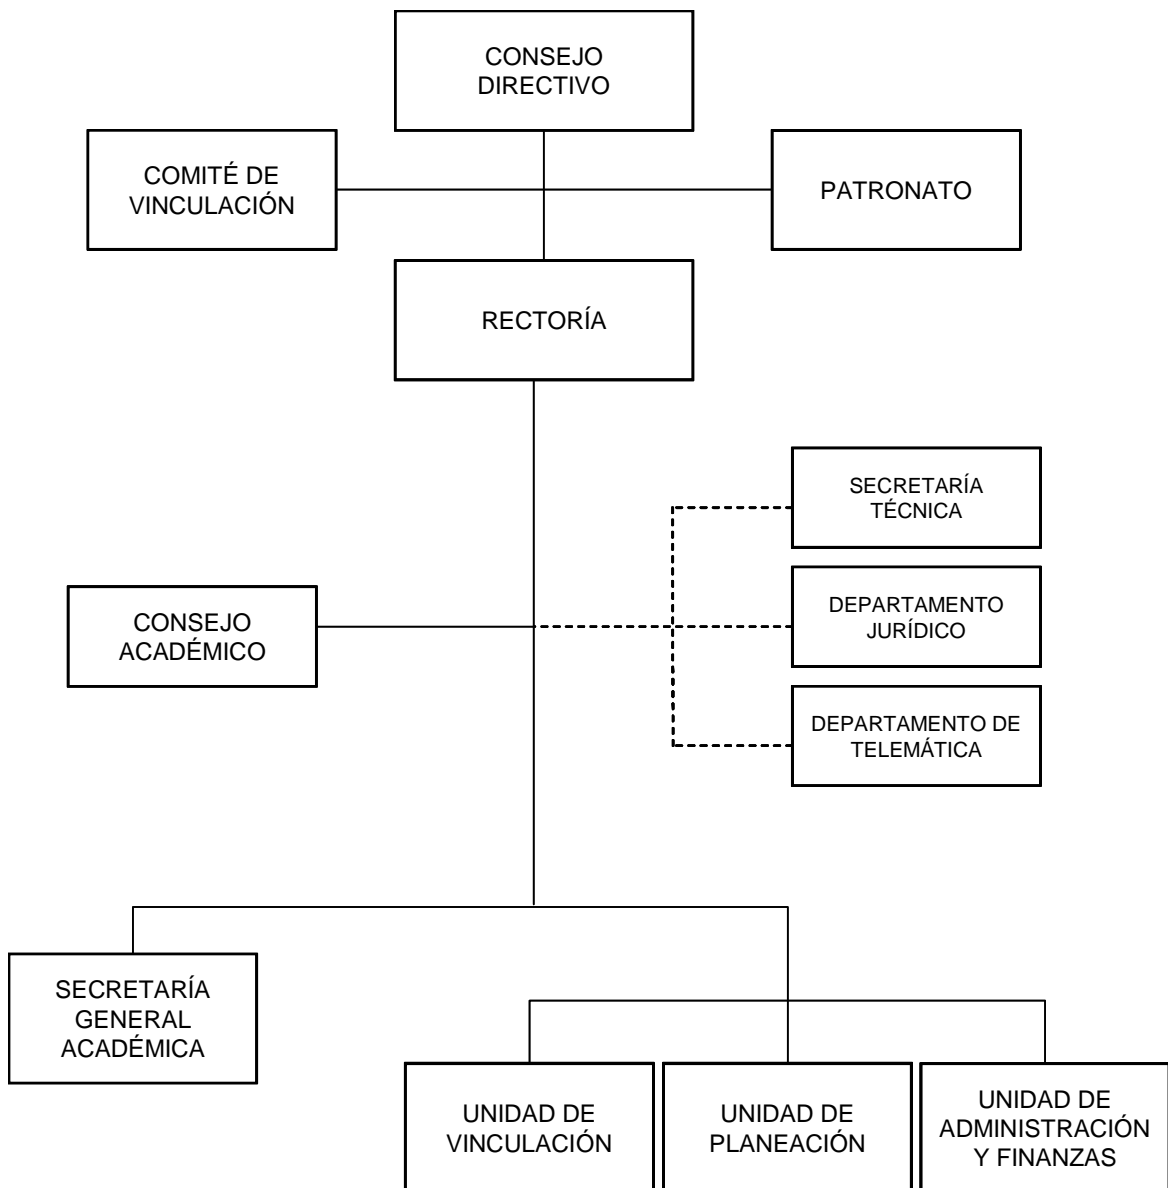 CONSEJO
DIRECTIVO
COMITÉ DE
VINCULACIÓN
PATRONATO
RECTORÍA
SECRETARÍA
TÉCNICA
CONSEJO
ACADÉMICO
DEPARTAMENTO
JURÍDICO
DEPARTAMENTO DE
TELEMÁTICA
SECRETARÍA
GENERAL
ACADÉMICA
UNIDAD DE
VINCULACIÓN
UNIDAD DE
PLANEACIÓN
UNIDAD DE
ADMINISTRACIÓN
Y FINANZAS